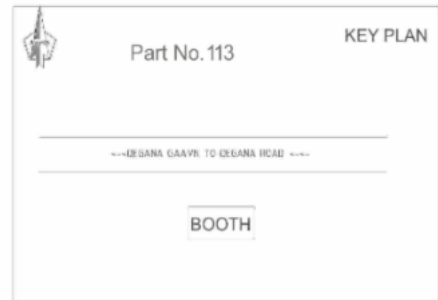 KEY PLAN
Part No.113
DEGANA GAAVN TO DEGANA ROAD
BOOTH